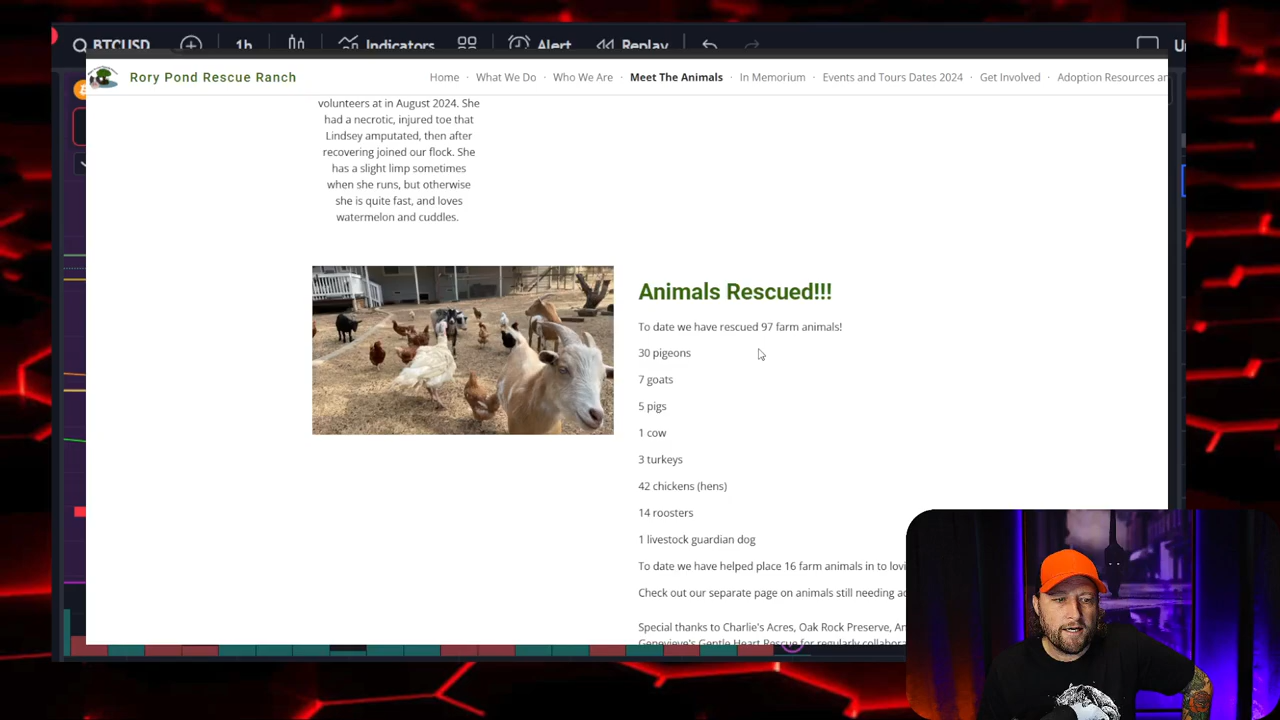 BTCUSD 1h Indicators Alert Replay
Rory Pond Rescue Ranch
Home · What We Do · Who We Are · Meet The Animals · In Memorium · Events and Tours Dates 2024 · Get Involved · Adoption Resources
volunteers at in August 2024. She
had a necrotic, injured toe that
Lindsey amputated, then after
recovering joined our flock. She
has a slight limp sometimes
when she runs, but otherwise
she is quite fast, and loves
watermelon and cuddles.
Animals Rescued!!!
To date we have rescued 97 farm animals!
30 pigeons
7 goats
5 pigs
1 cow
3 turkeys
42 chickens (hens)
14 roosters
1 livestock guardian dog
To date we have helped place 16 farm animals in to
Check out our separate page on animals still needing
Special thanks to Charlie's Acres, Oak Rock Preserve,
Genevieve's Gentle Heart Rescue for regularly